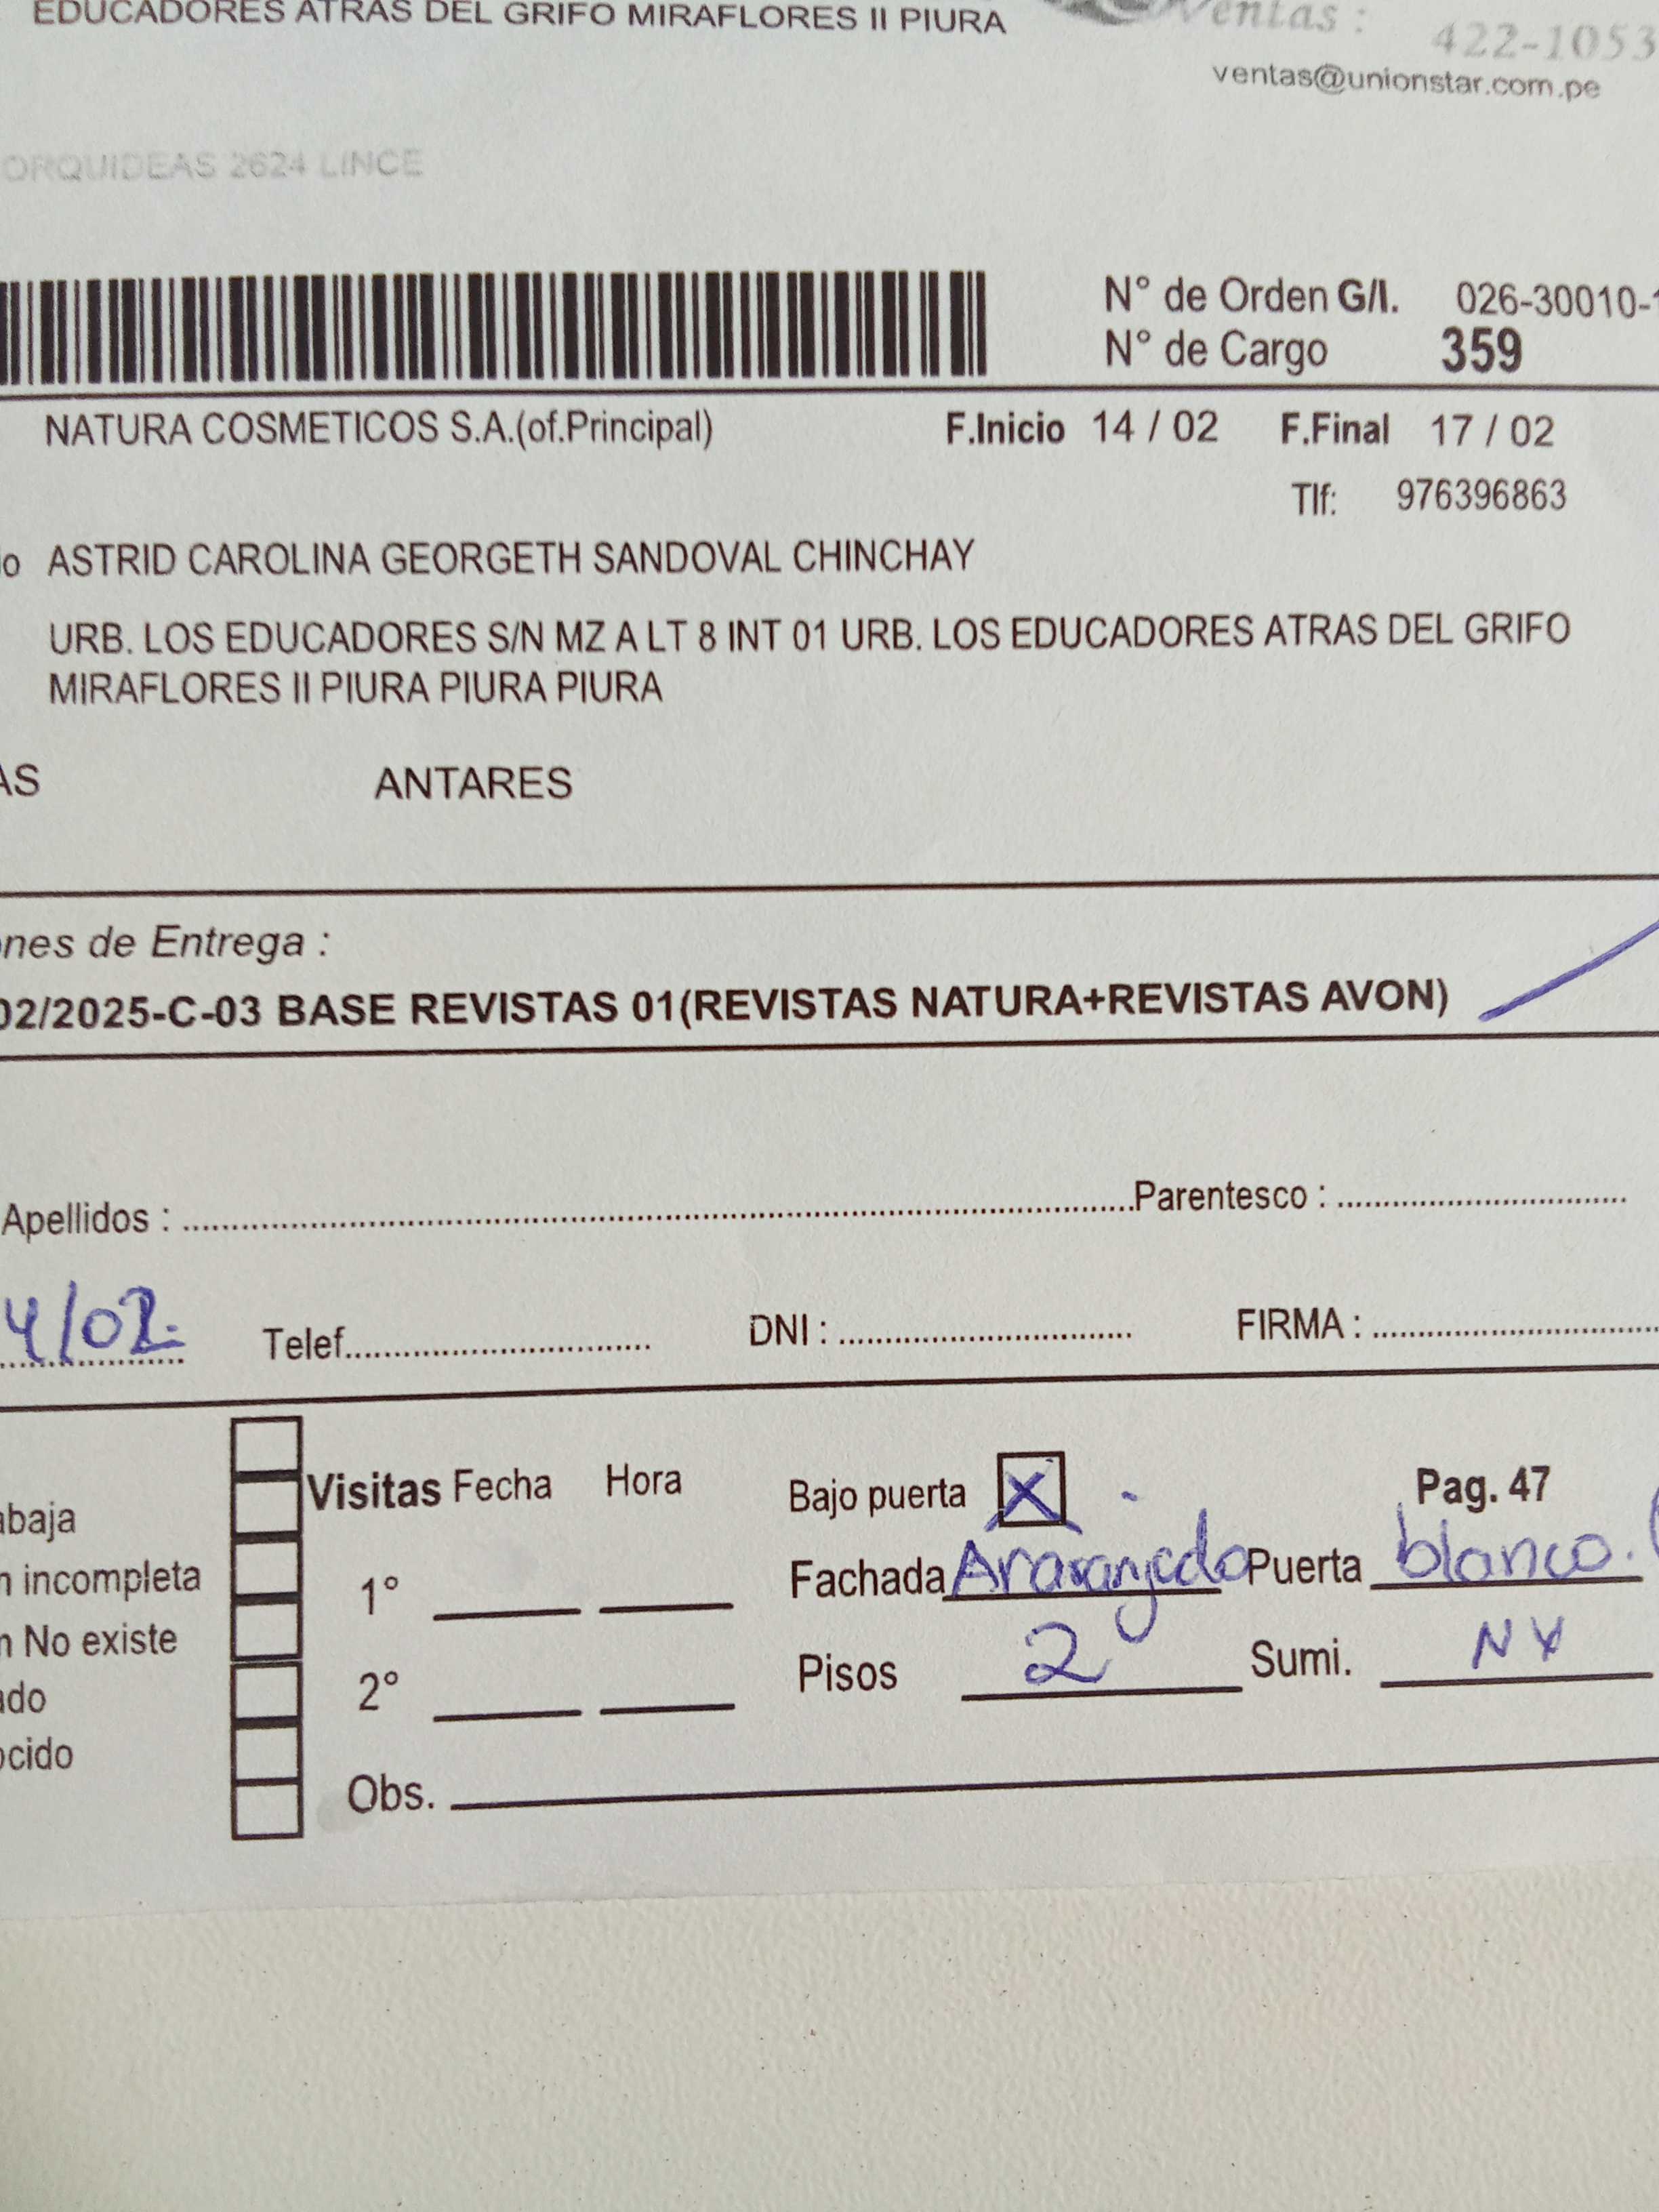 EDUCADORES ATRAS DEL GRIFO MIRAFLORES II PIURA
Ventas :
422-1053
ventas@unionstar.com.pe
ORQUIDEAS 2624 LINCE
N° de Orden G/I. 026-30010-
N° de Cargo 359
NATURA COSMETICOS S.A.(of.Principal) F.Inicio 14 / 02 F.Final 17 / 02
Tlf: 976396863
o ASTRID CAROLINA GEORGETH SANDOVAL CHINCHAY
URB. LOS EDUCADORES S/N MZ A LT 8 INT 01 URB. LOS EDUCADORES ATRAS DEL GRIFO
MIRAFLORES II PIURA PIURA PIURA
AS ANTARES
nes de Entrega :
02/2025-C-03 BASE REVISTAS 01(REVISTAS NATURA+REVISTAS AVON)
Apellidos : Parentesco :
4/02. Telef. DNI : FIRMA :
Visitas Fecha Hora Bajo puerta X Pag. 47
abaja
n incompleta 1° Fachada Puerta blanco.
n No existe
ado 2° Pisos 2 Sumi. NX
ocido
Obs.